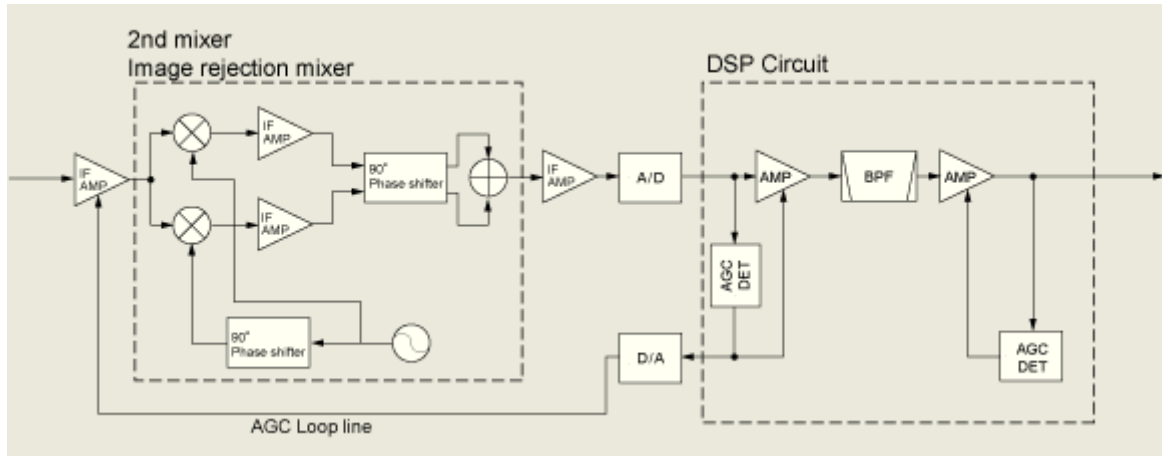 2nd mixer
Image rejection mixer
DSP Circuit
IF
AMP
IF
AMP
90°
Phase shifter
IF
AMP
A/D
AMP
BPF
AMP
IF
AMP
AGC
DET
90°
Phase shifter
D/A
AGC
DET
AGC Loop line